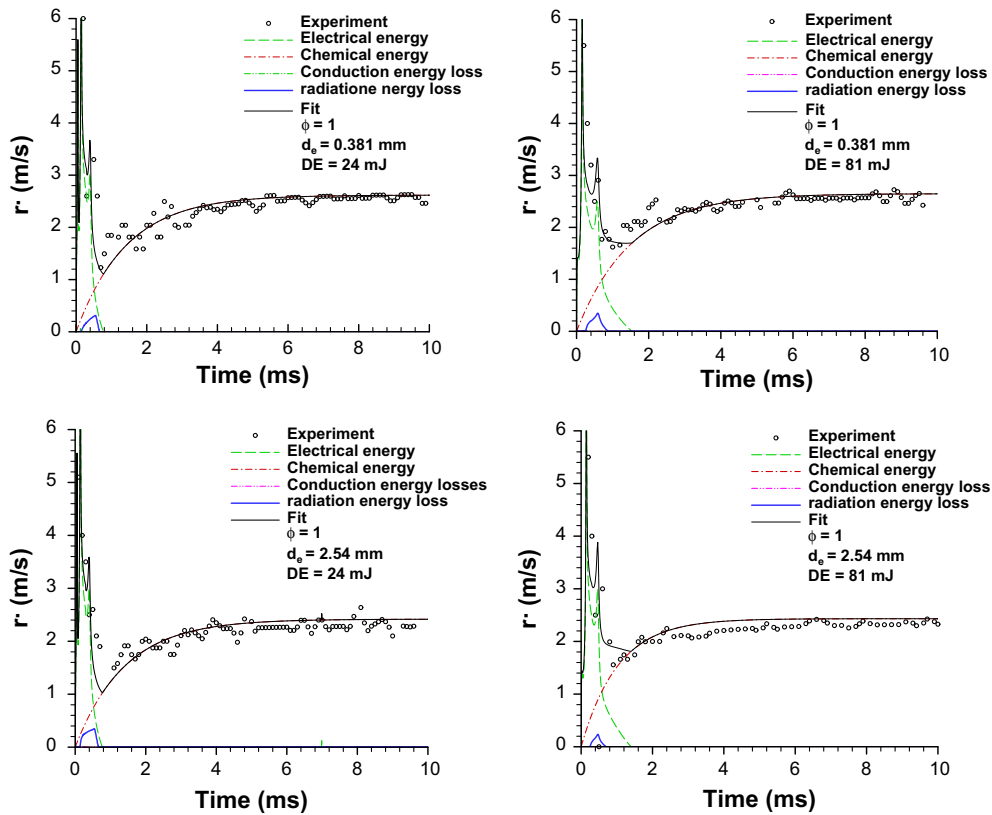 6
5
4
3
2
1
0
r· (m/s)
0 2 4 6 8 10
Time (ms)
Experiment
Electrical energy
Chemical energy
Conduction energy loss
radiatione nergy loss
Fit
ϕ = 1
de = 0.381 mm
DE = 24 mJ
6
5
4
3
2
1
0
r· (m/s)
0 2 4 6 8 10
Time (ms)
Experiment
Electrical energy
Chemical energy
Conduction energy loss
radiation energy loss
Fit
ϕ = 1
de = 0.381 mm
DE = 81 mJ
6
5
4
3
2
1
0
r· (m/s)
0 2 4 6 8 10
Time (ms)
Experiment
Electrical energy
Chemical energy
Conduction energy losses
radiation energy loss
Fit
ϕ = 1
de = 2.54 mm
DE = 24 mJ
6
5
4
3
2
1
0
r· (m/s)
0 2 4 6 8 10
Time (ms)
Experiment
Electrical energy
Chemical energy
Conduction energy loss
radiation energy loss
Fit
ϕ = 1
de = 2.54 mm
DE = 81 mJ